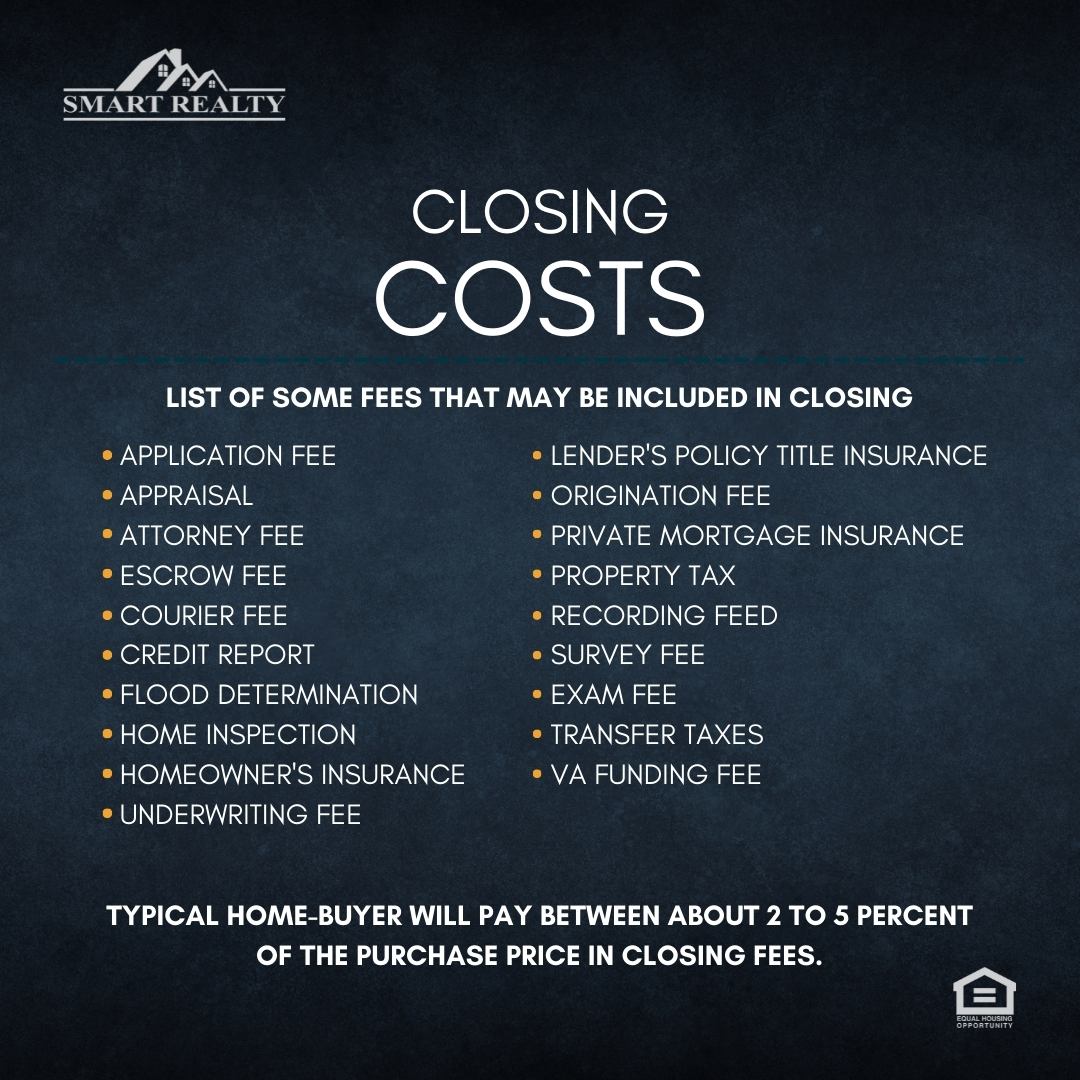 SMART REALTY
CLOSING
COSTS
LIST OF SOME FEES THAT MAY BE INCLUDED IN CLOSING
APPLICATION FEE
APPRAISAL
ATTORNEY FEE
ESCROW FEE
COURIER FEE
CREDIT REPORT
FLOOD DETERMINATION
HOME INSPECTION
HOMEOWNER'S INSURANCE
UNDERWRITING FEE
LENDER'S POLICY TITLE INSURANCE
ORIGINATION FEE
PRIVATE MORTGAGE INSURANCE
PROPERTY TAX
RECORDING FEED
SURVEY FEE
EXAM FEE
TRANSFER TAXES
VA FUNDING FEE
TYPICAL HOME-BUYER WILL PAY BETWEEN ABOUT 2 TO 5 PERCENT
OF THE PURCHASE PRICE IN CLOSING FEES.
EQUAL HOUSING
OPPORTUNITY